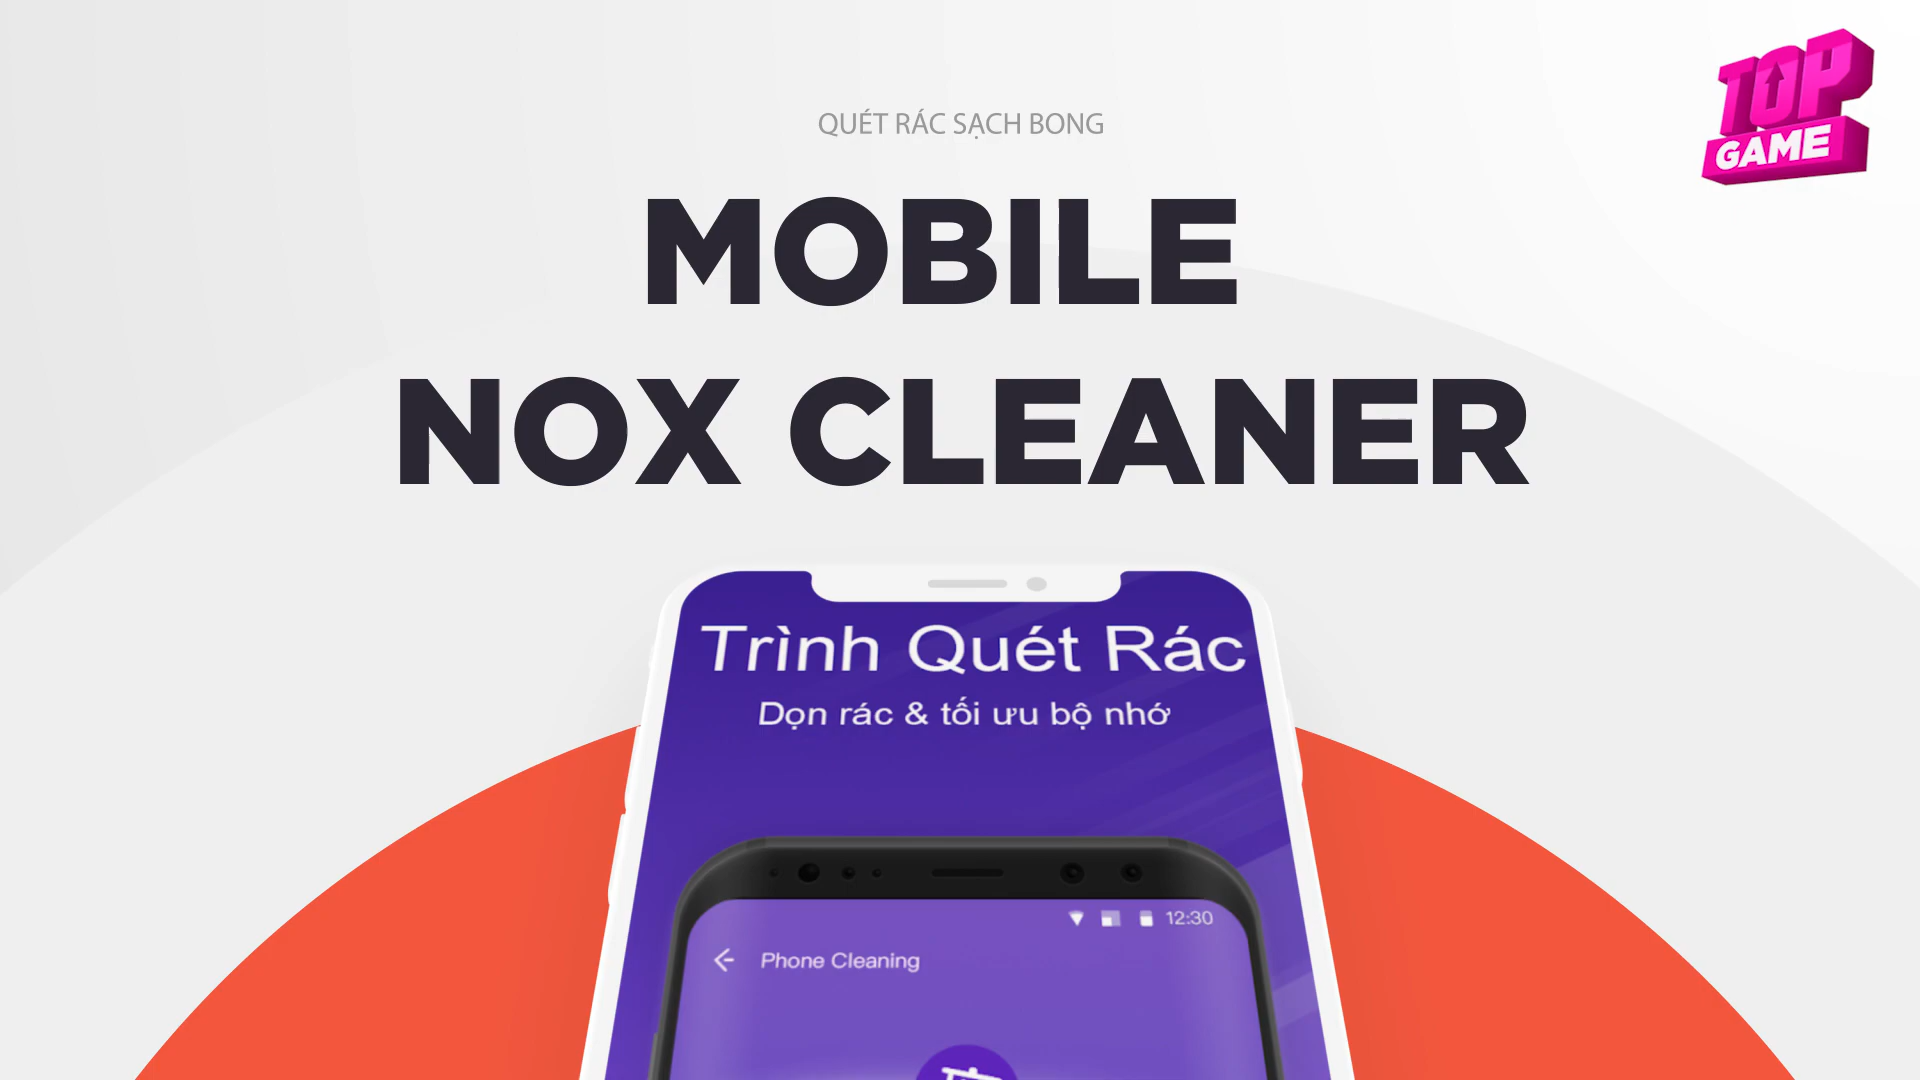 QUÉT RÁC SẠCH BONG
TOP
GAME
MOBILE
NOX CLEANER
Trình Quét Rác
Dọn rác & tối ưu bộ nhớ
12:30
Phone Cleaning